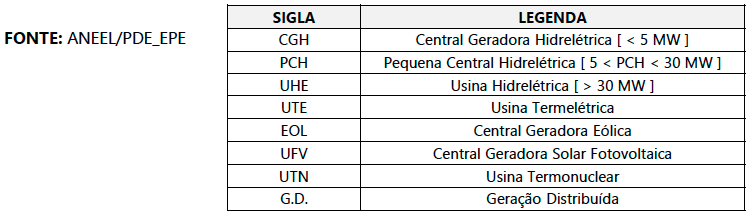 FONTE: ANEEL/PDE_EPE
SIGLA LEGENDA
CGH Central Geradora Hidrelétrica [ < 5 MW ]
PCH Pequena Central Hidrelétrica [ 5 < PCH < 30 MW ]
UHE Usina Hidrelétrica [ > 30 MW ]
UTE Usina Termelétrica
EOL Central Geradora Eólica
UFV Central Geradora Solar Fotovoltaica
UTN Usina Termonuclear
G.D. Geração Distribuída